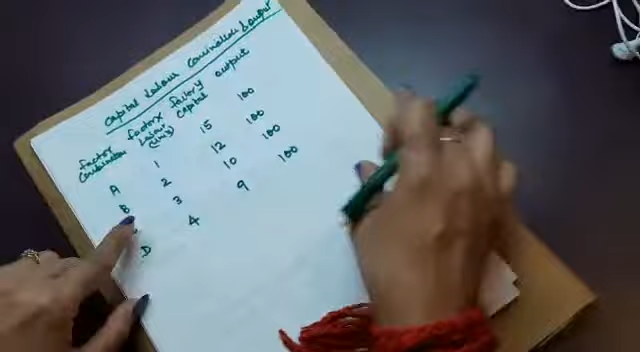 Capital Labour Combination & output
Factor Combination Factor X Labour (Units) Factor Y Capital output
A 1 15 100
B 2 12 100
3 10 100
D 4 9 100